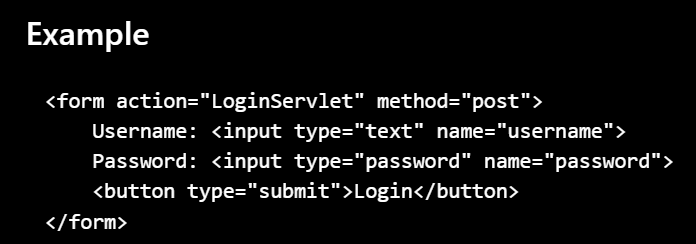 Example
<form action="LoginServlet" method="post">
Username: <input type="text" name="username">
Password: <input type="password" name="password">
<button type="submit">Login</button>
</form>